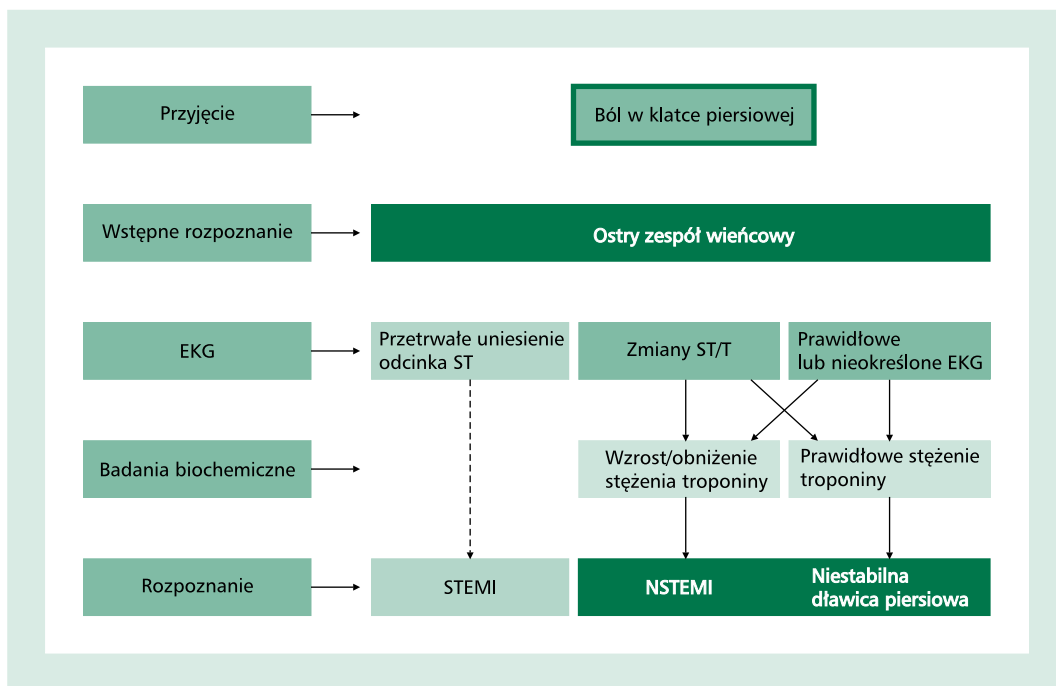 Przyjęcie
Ból w klatce piersiowej
Wstępne rozpoznanie
Ostry zespół wieńcowy
EKG
Przetrwałe uniesienie
odcinka ST
Zmiany ST/T
Prawidłowe
lub nieokreślone EKG
Badania biochemiczne
Wzrost/obniżenie
stężenia troponiny
Prawidłowe stężenie
troponiny
Rozpoznanie
STEMI
NSTEMI
Niestabilna
dławica piersiowa